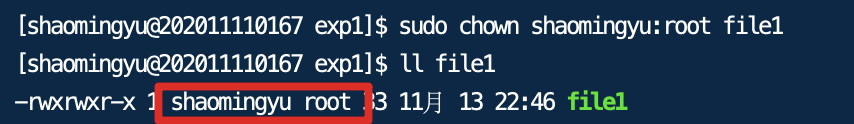 [shaomingyu@202011110167 exp1]$ sudo chown shaomingyu:root file1
[shaomingyu@202011110167 exp1]$ ll file1
-rwxrwxr-x 1 shaomingyu root 33 11月 13 22:46 file1